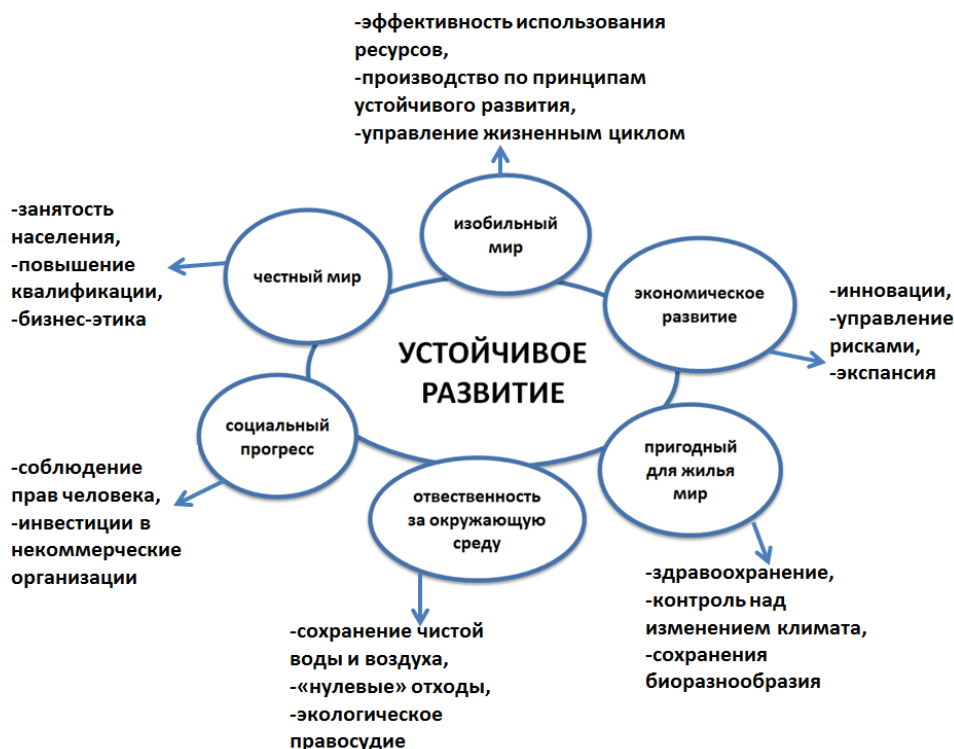 -эффективность использования
ресурсов,
-производство по принципам
устойчивого развития,
-управление жизненным циклом
изобильный
мир
-занятость
населения,
-повышение
квалификации,
-бизнес-этика
честный мир
экономическое
развитие
-инновации,
-управление
рисками,
-экспансия
УСТОЙЧИВОЕ
РАЗВИТИЕ
социальный
прогресс
-соблюдение
прав человека,
-инвестиции в
некоммерческие
организации
отвественность
за окружающую
среду
пригодный
для жилья
мир
-сохранение чистой
воды и воздуха,
-«нулевые» отходы,
-экологическое
правосудие
-здравоохранение,
-контроль над
изменением климата,
-сохранения
биоразнообразия